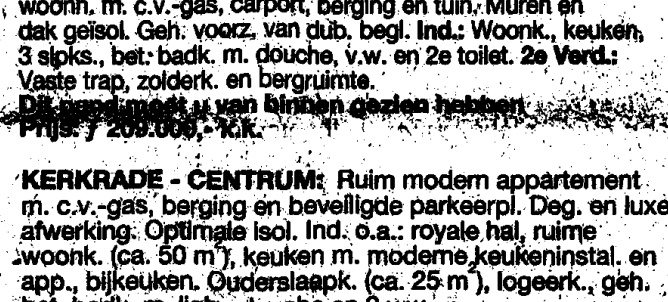 woonh. m. c.v.-gas, carport, berging en tuin. Muren en
dak geïsol. Geh. voorz. van dub. begl. Ind.: Woonk., keuken,
3 slpks., bet. badk. m. douche, v.w. en 2e toilet. 2e Verd.:
Vaste trap, zolderk. en bergruimte.
Dit pand moet u van binnen gezien hebben
Prijs: ƒ 209.000,- k.k.
KERKRADE - CENTRUM: Ruim modern appartement
m. c.v.-gas, berging en beveiligde parkeerpl. Deg. en luxe
afwerking. Optimale isol. Ind. o.a.: royale hal, ruime
woonk. (ca. 50 m²), keuken m. moderne keukeninstal. en
app., bijkeuken. Ouderslaapk. (ca. 25 m²), logeerk., geh.